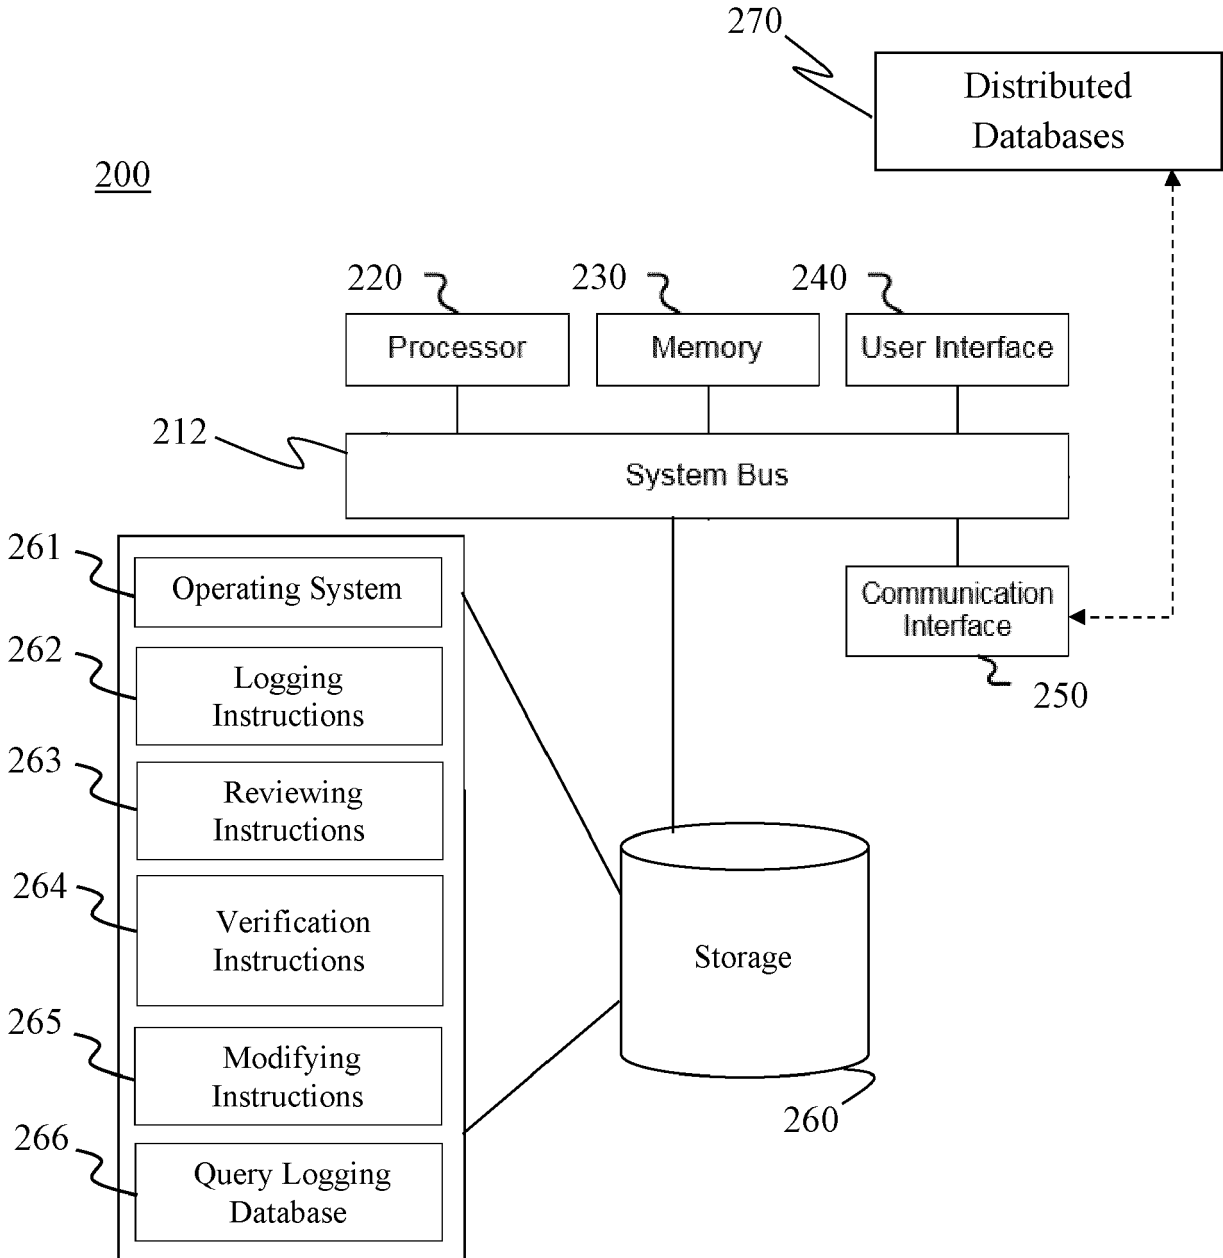 270
Distributed
Databases
200
220
230
240
Processor
Memory
User Interface
212
System Bus
261
Operating System
Communication
Interface
250
262
Logging
Instructions
263
Reviewing
Instructions
264
Verification
Instructions
Storage
260
265
Modifying
Instructions
266
Query Logging
Database